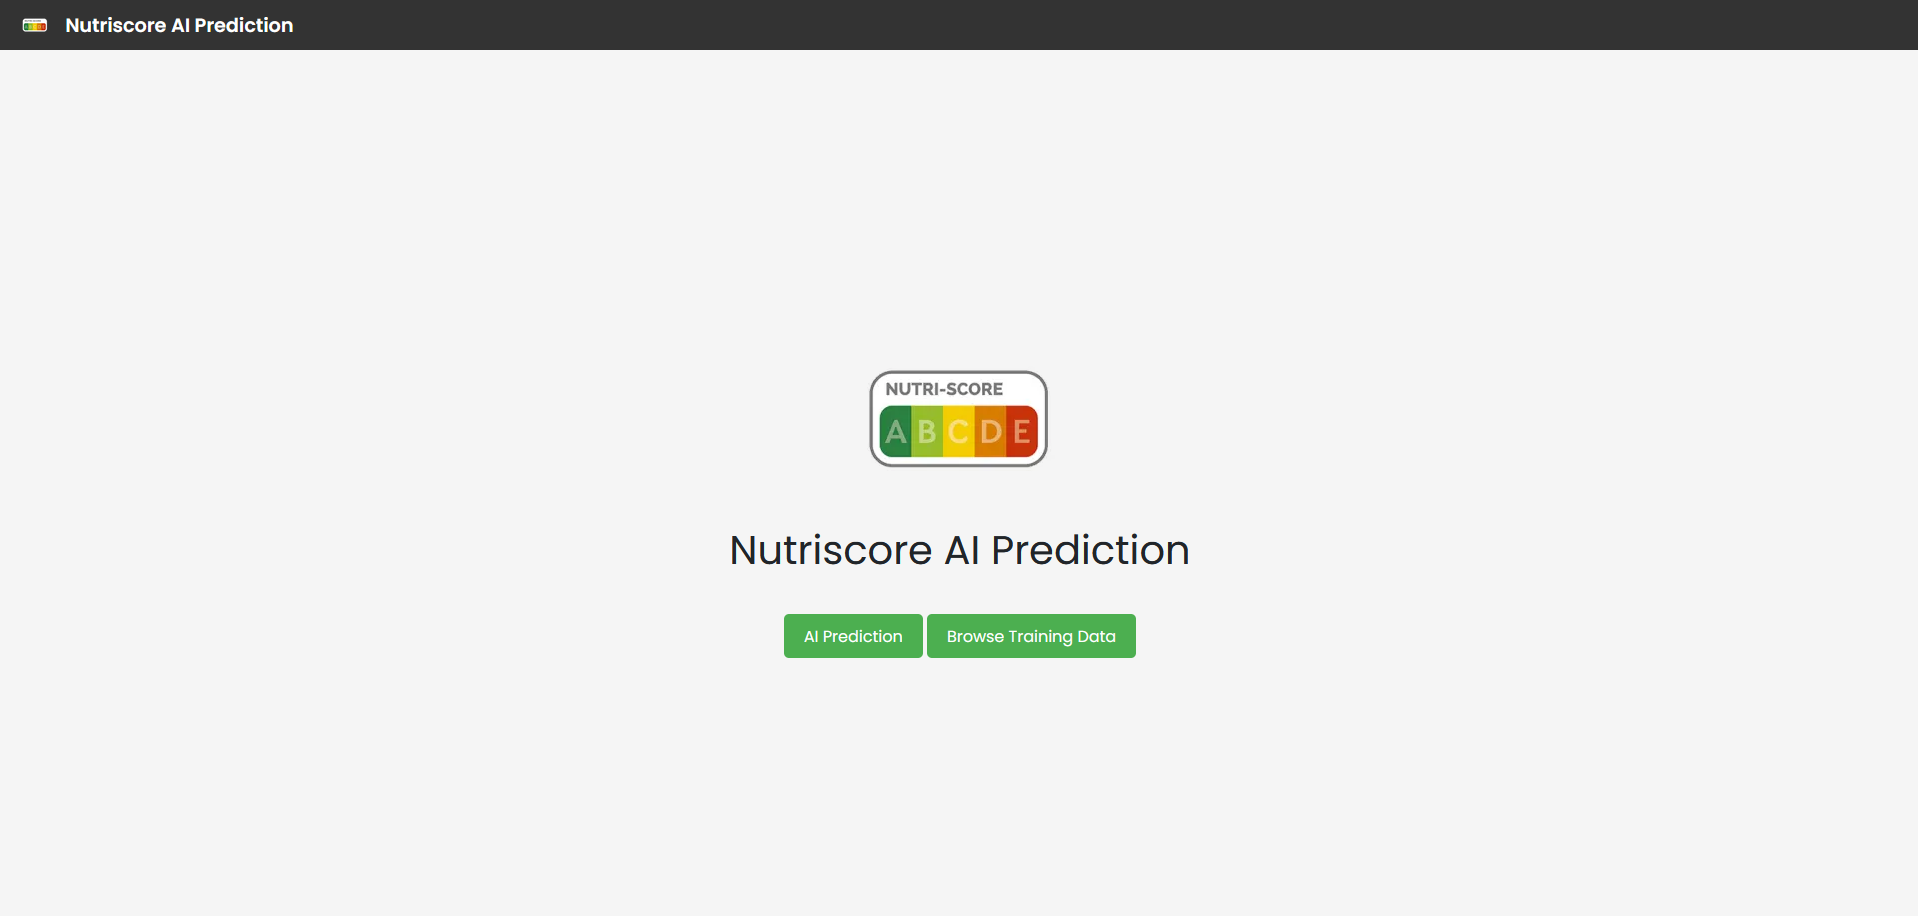 Nutriscore AI Prediction
NUTRI-SCORE
A B C D E
Nutriscore AI Prediction
AI Prediction
Browse Training Data